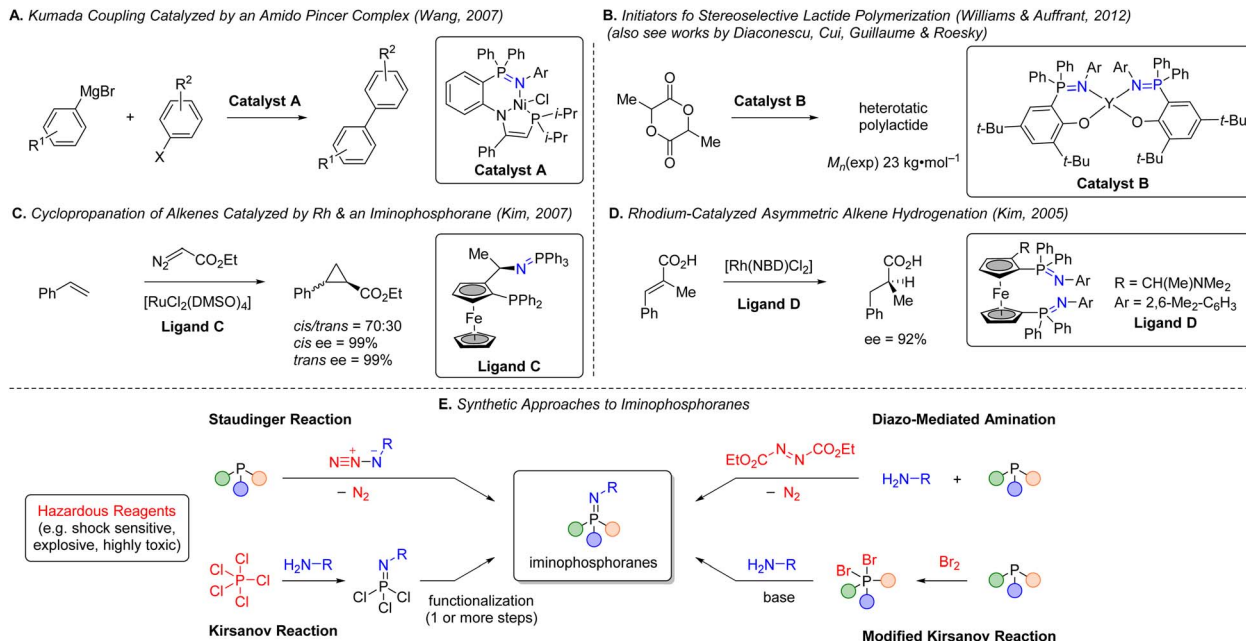 A. Kumada Coupling Catalyzed by an Amido Pincer Complex (Wang, 2007)
MgBr
R¹
+
R²
X
Catalyst A
R²
R¹
Ph Ph
P N Ar
Ni Cl
N P i-Pr
i-Pr
Ph
Catalyst A
B. Initiators fo Stereoselective Lactide Polymerization (Williams & Auffrant, 2012)
(also see works by Diaconescu, Cui, Guillaume & Roesky)
O
Me O
O Me
O
Catalyst B
heterotatic
polylactide
Mn(exp) 23 kg•mol⁻¹
Ph Ar Ar Ph
Ph P N N P Ph
Y
t-Bu O O t-Bu
t-Bu t-Bu
Catalyst B
C. Cyclopropanation of Alkenes Catalyzed by Rh & an Iminophosphorane (Kim, 2007)
Ph
N₂ CO₂Et
[RuCl₂(DMSO)₄]
Ligand C
Ph CO₂Et
cis/trans = 70:30
cis ee = 99%
trans ee = 99%
Me PPh₃
N
PPh₂
Fe
Ligand C
D. Rhodium-Catalyzed Asymmetric Alkene Hydrogenation (Kim, 2005)
CO₂H
Me
Ph
[Rh(NBD)Cl₂]
Ligand D
CO₂H
H
Me
Ph
ee = 92%
R Ph
P Ph
N Ar
Fe
N Ar
P Ph
Ph
R = CH(Me)NMe₂
Ar = 2,6-Me₂-C₆H₃
Ligand D
E. Synthetic Approaches to Iminophosphoranes
Staudinger Reaction
P
N≡N⁺–N⁻ R
– N₂
Hazardous Reagents
(e.g. shock sensitive,
explosive, highly toxic)
Cl Cl
Cl P Cl
Cl
H₂N–R
N R
P
Cl Cl Cl
functionalization
(1 or more steps)
Kirsanov Reaction
N R
P
iminophosphoranes
Diazo-Mediated Amination
EtO₂C N N CO₂Et
– N₂
H₂N–R + P
H₂N–R
base
Br Br
P
Br₂
P
Modified Kirsanov Reaction